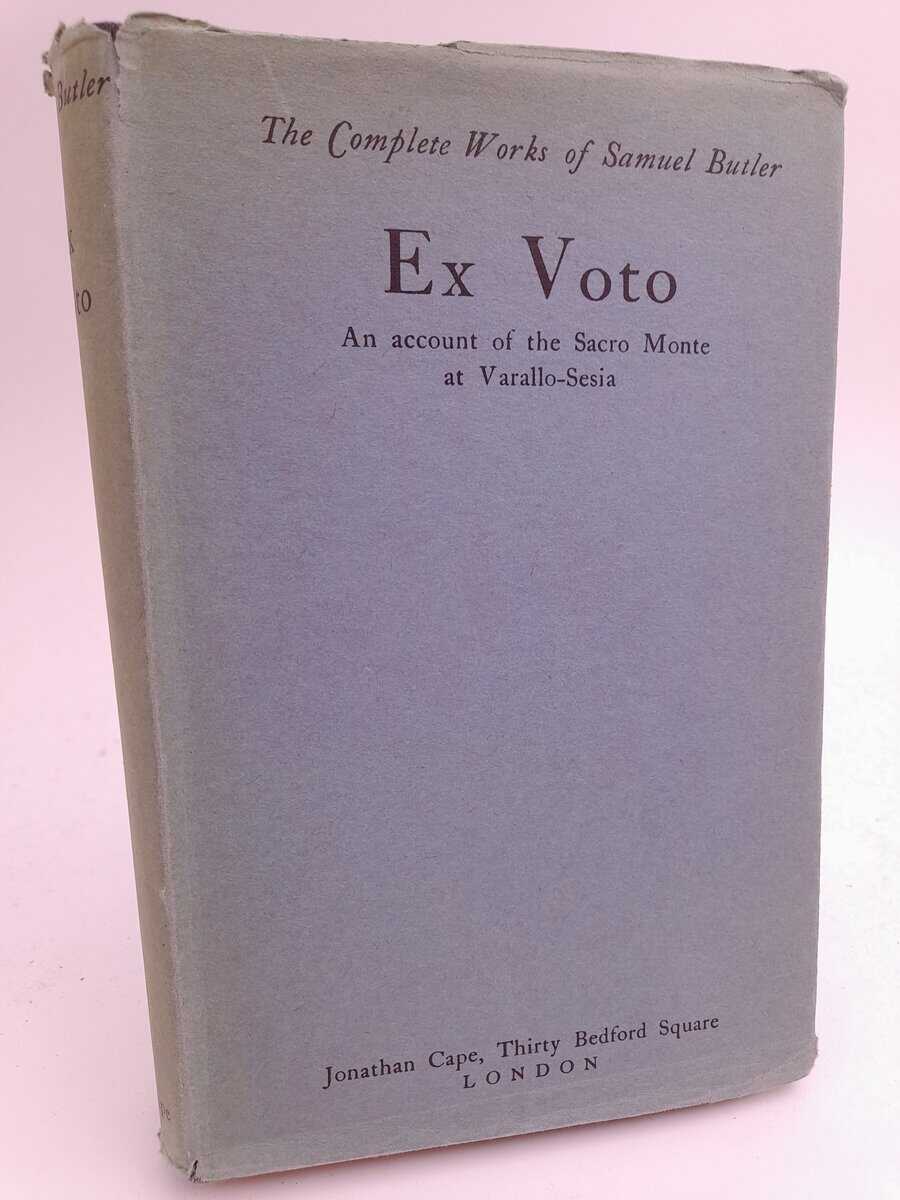 Butler
to
The Complete Works of Samuel Butler
Ex Voto
An account of the Sacro Monte
at Varallo-Sesia
Jonathan Cape, Thirty Bedford Square
LONDON